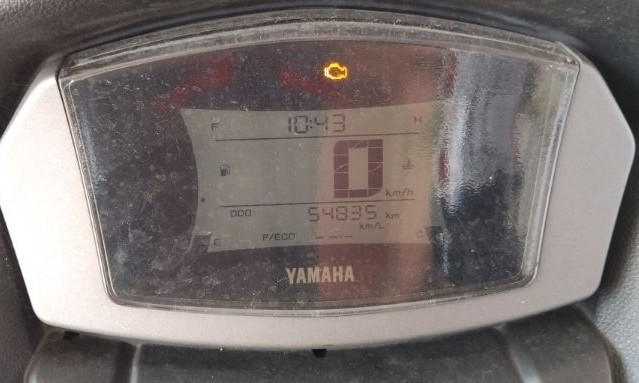 F 10:43 H
0 km/h
ODO 54835 km
km/L
E F/ECO --.- C
YAMAHA